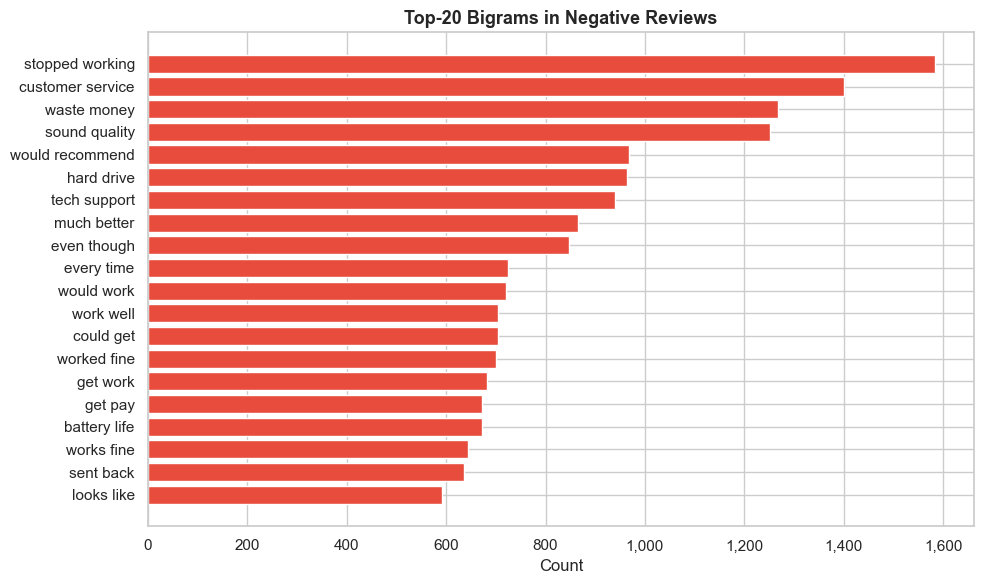 Top-20 Bigrams in Negative Reviews
stopped working
customer service
waste money
sound quality
would recommend
hard drive
tech support
much better
even though
every time
would work
work well
could get
worked fine
get work
get pay
battery life
works fine
sent back
looks like
0 200 400 600 800 1,000 1,200 1,400 1,600
Count